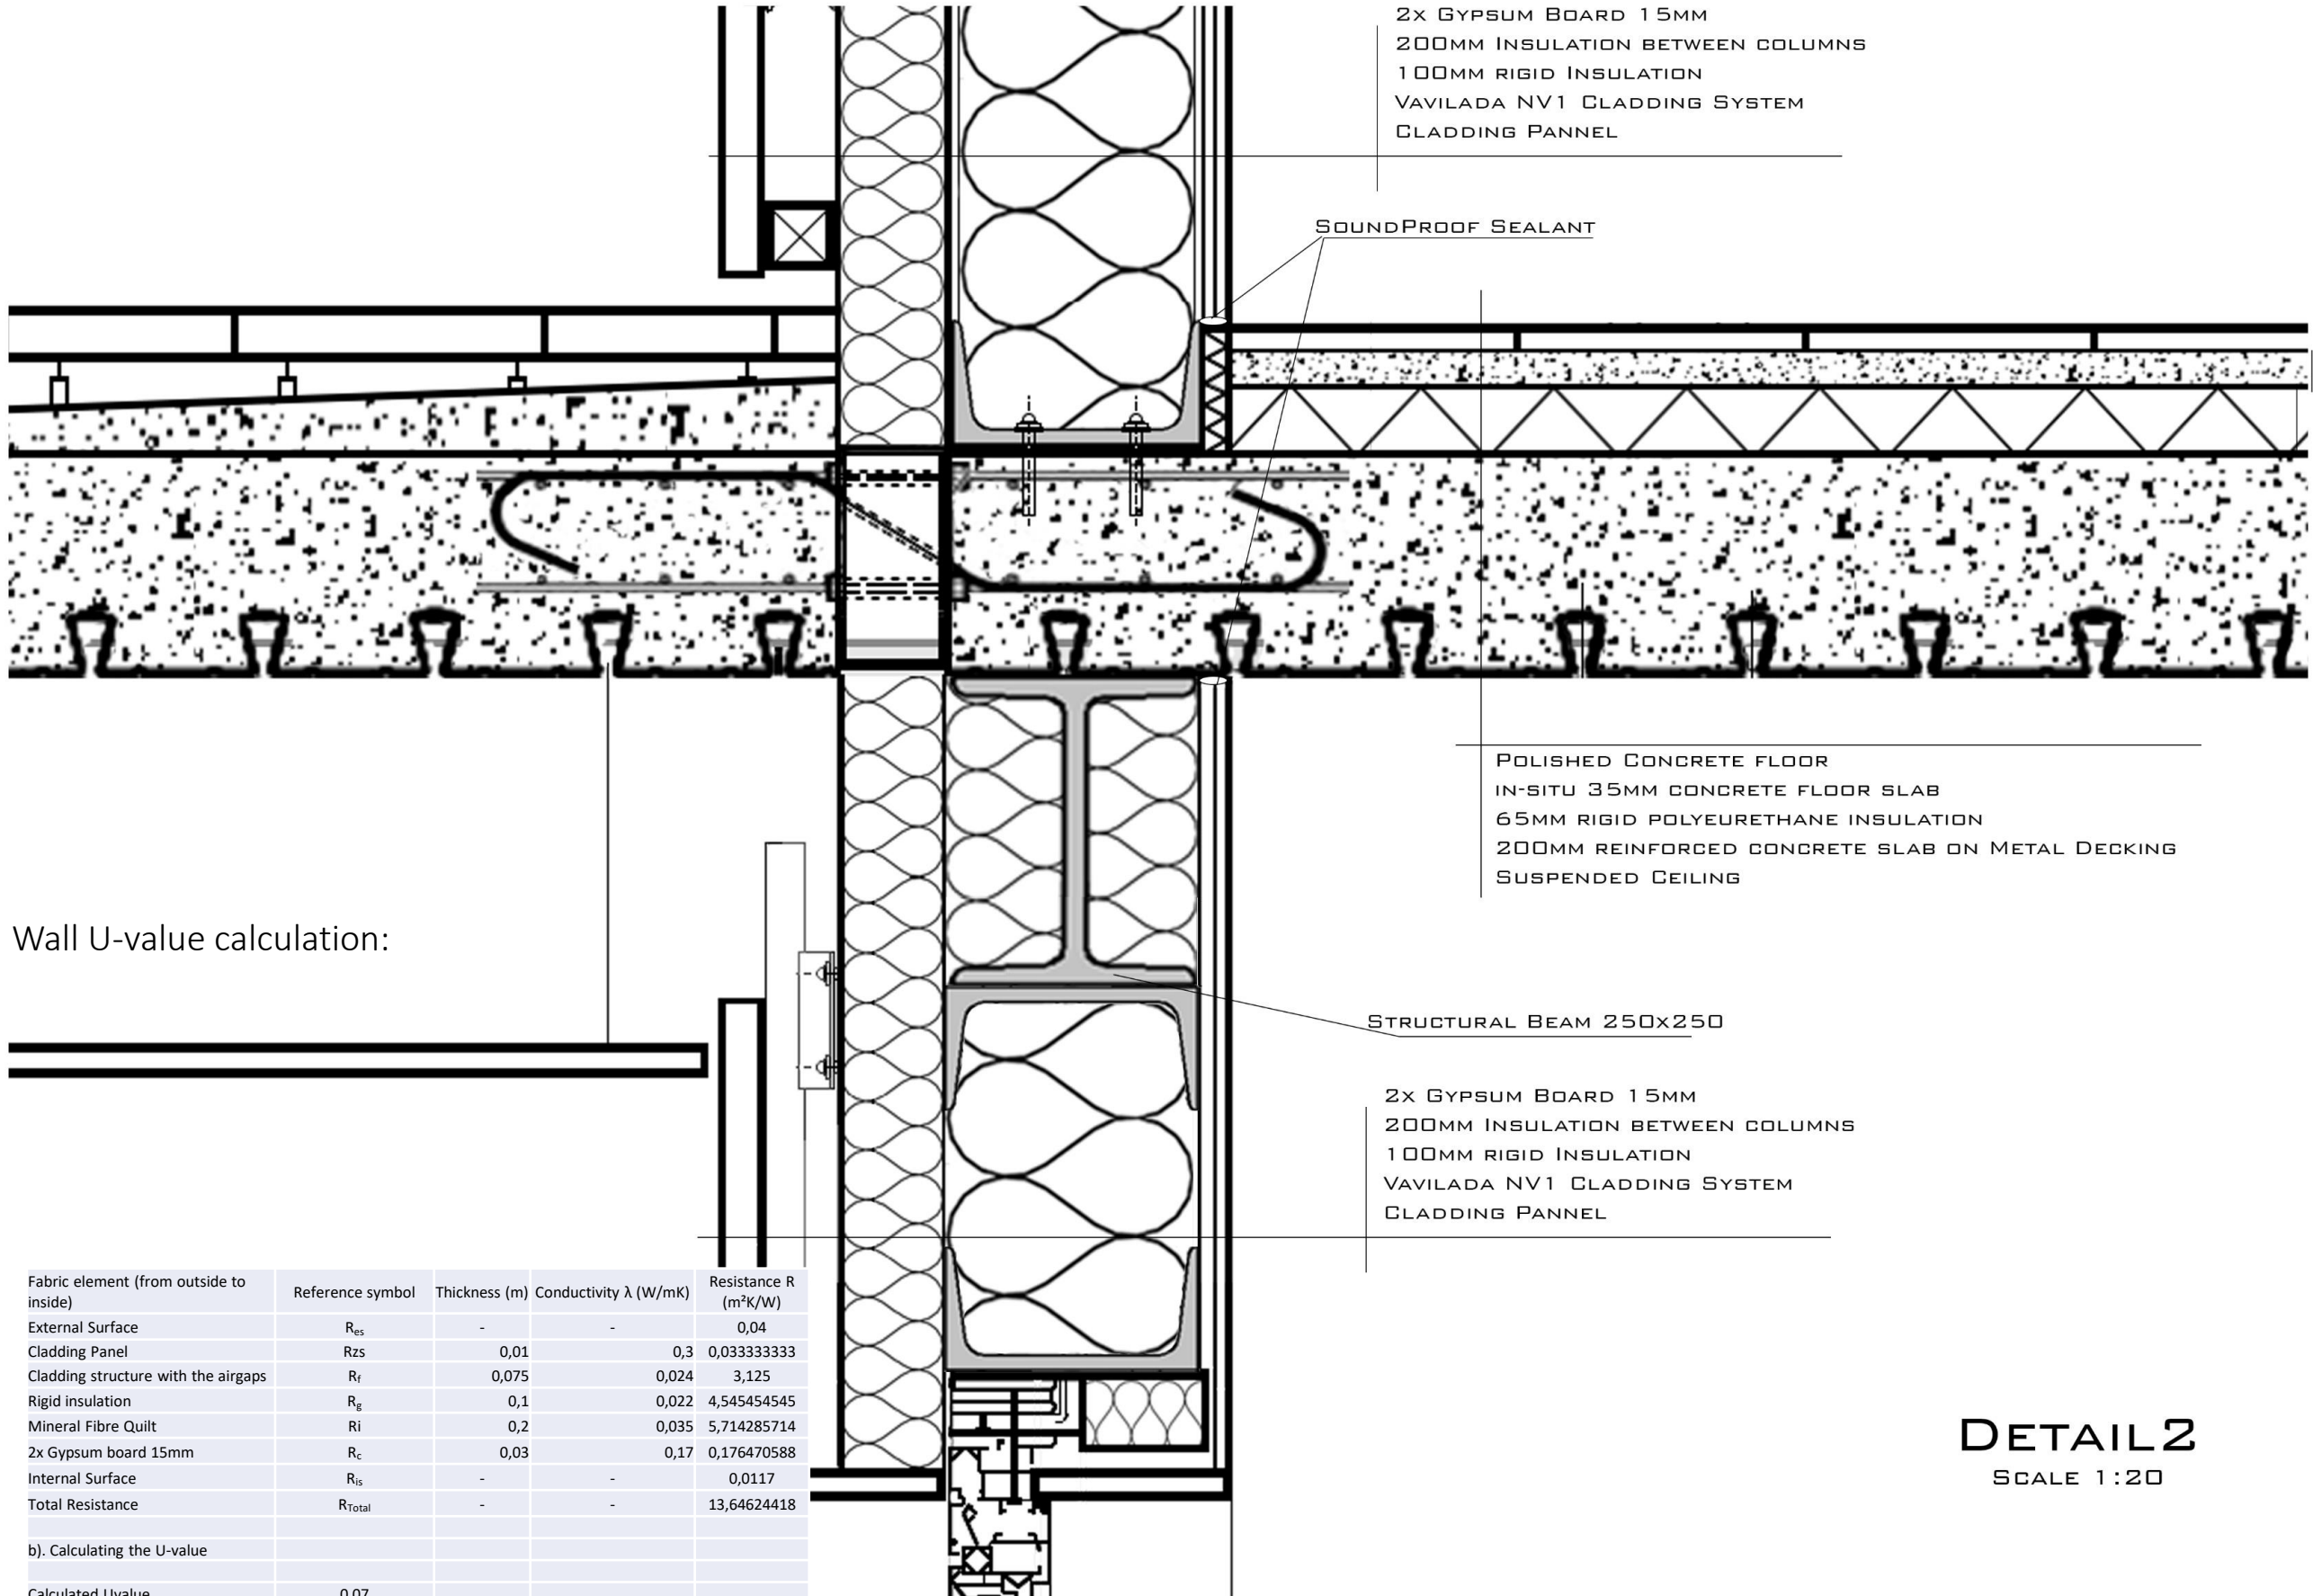 2x Gypsum Board 15mm
200mm Insulation between columns
100mm rigid Insulation
Vavilada NV1 Cladding System
Cladding Pannel
SoundProof Sealant
Polished Concrete floor
in-situ 35mm concrete floor slab
65mm rigid polyeurethane insulation
200mm reinforced concrete slab on Metal Decking
Suspended Ceiling
Wall U-value calculation:
Structural Beam 250x250
2x Gypsum Board 15mm
200mm Insulation between columns
100mm rigid Insulation
Vavilada NV1 Cladding System
Cladding Pannel
Fabric element (from outside to inside) Reference symbol Thickness (m) Conductivity λ (W/mK) Resistance R (m²K/W)
External Surface Res - - 0,04
Cladding Panel Rzs 0,01 0,3 0,033333333
Cladding structure with the airgaps Rf 0,075 0,024 3,125
Rigid insulation Rg 0,1 0,022 4,545454545
Mineral Fibre Quilt Ri 0,2 0,035 5,714285714
2x Gypsum board 15mm Rc 0,03 0,17 0,176470588
Internal Surface Ris - - 0,0117
Total Resistance RTotal - - 13,64624418
b). Calculating the U-value
Calculated Uvalue 0,07
Detail2
Scale 1:20